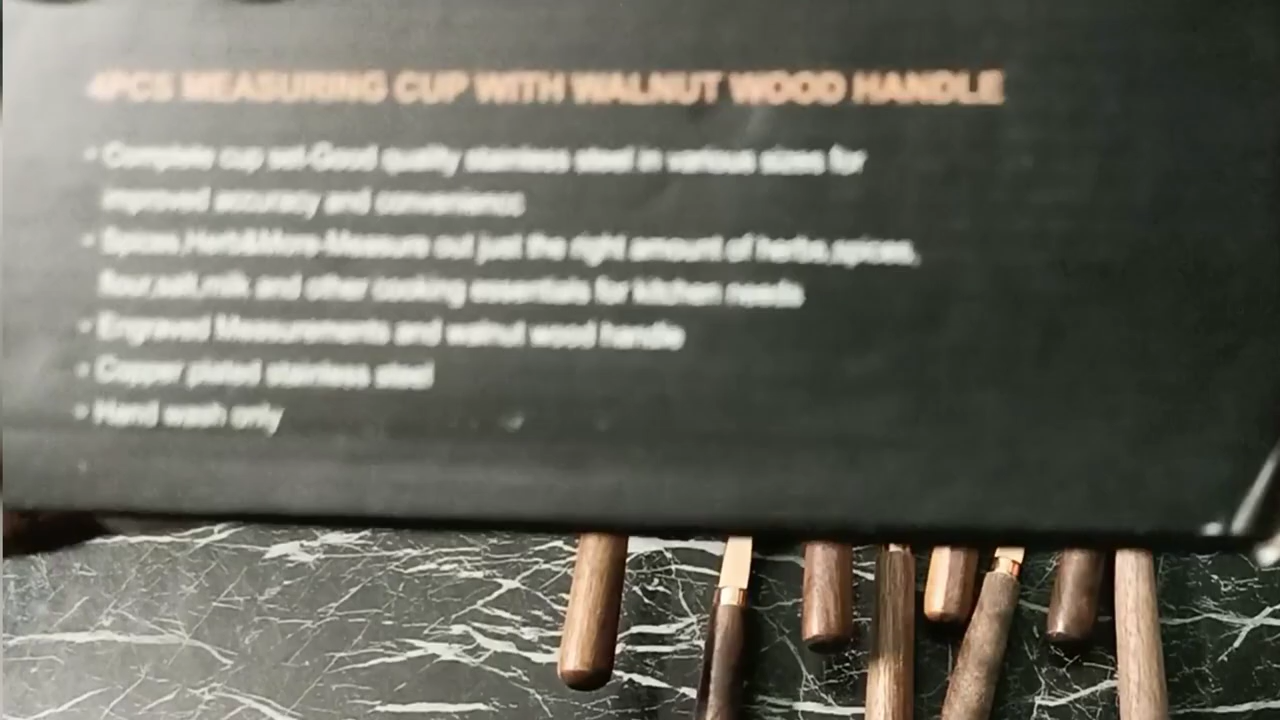 4PCS MEASURING CUP WITH WALNUT WOOD HANDLE
• Complete cup set-Good quality stainless steel in various sizes for
improved accuracy and convenience
• Spices,Herb&More-Measure out just the right amount of herbs,spices,
flour,salt,milk and other cooking essentials for kitchen needs
• Engraved Measurements and walnut wood handle
• Copper plated stainless steel
• Hand wash only